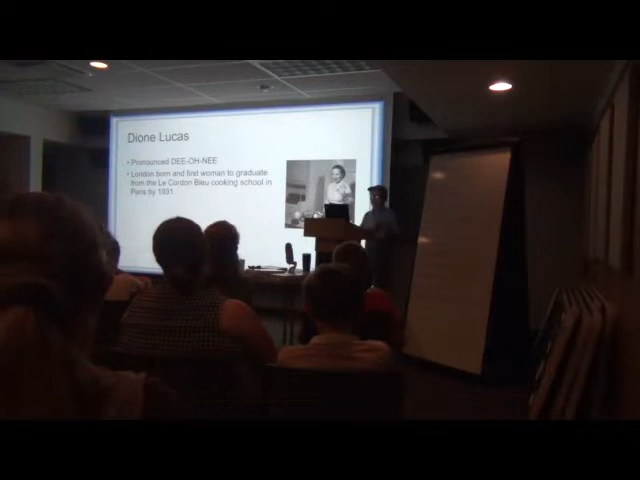 Dione Lucas
• Pronounced DEE-OH-NEE
• London born and first woman to graduate
from the Le Cordon Bleu cooking school in
Paris by 1931.